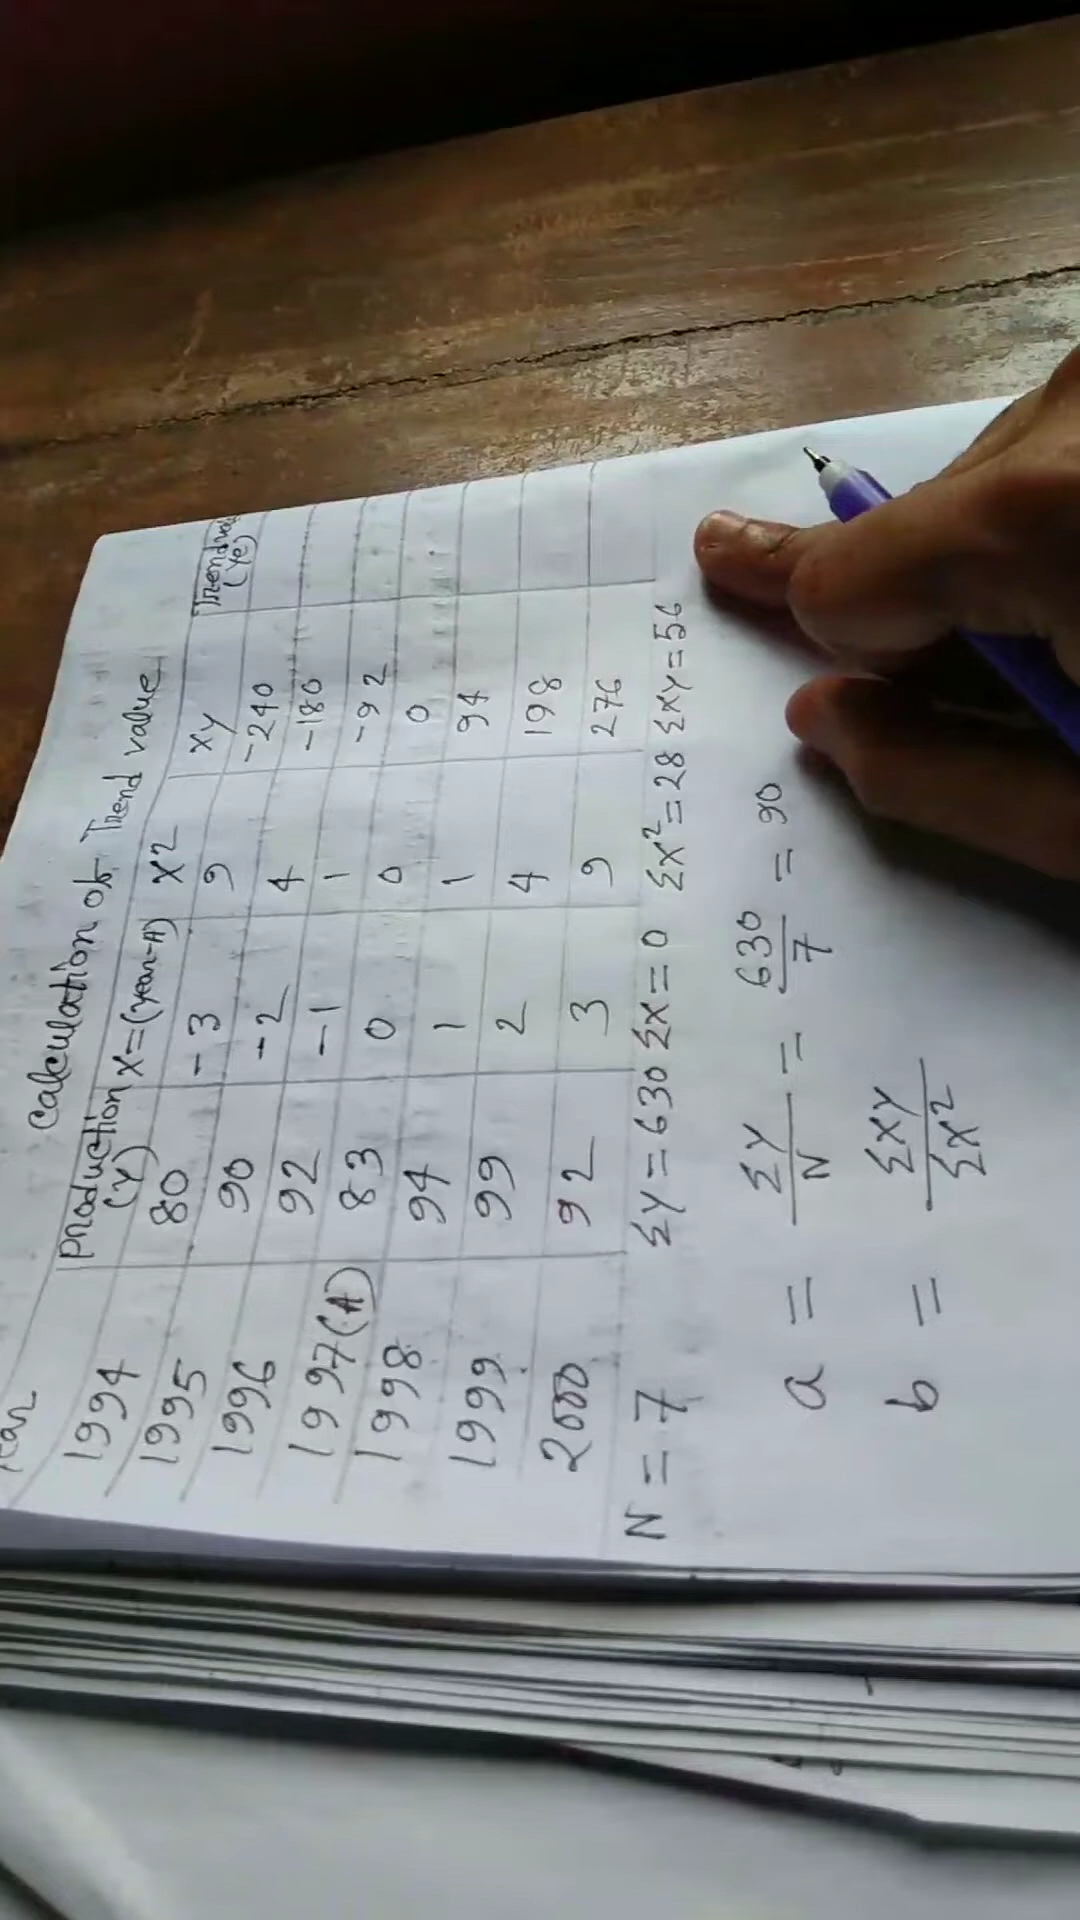 Calculation of Trend value
Production (Y) X=(year-A) X2 XY Trend (Ye)
1994 80 -3 9 -240
1995 90 -2 4 -180
1996 92 -1 1 -92
1997(A) 83 0 0 0
1998 94 1 1 94
1999 99 2 4 198
2000 92 3 9 276
N = 7 ΣY = 630 ΣX = 0 ΣX² = 28 ΣXY = 56
a = ΣY/N = 630/7 = 90
b = ΣXY/ΣX²